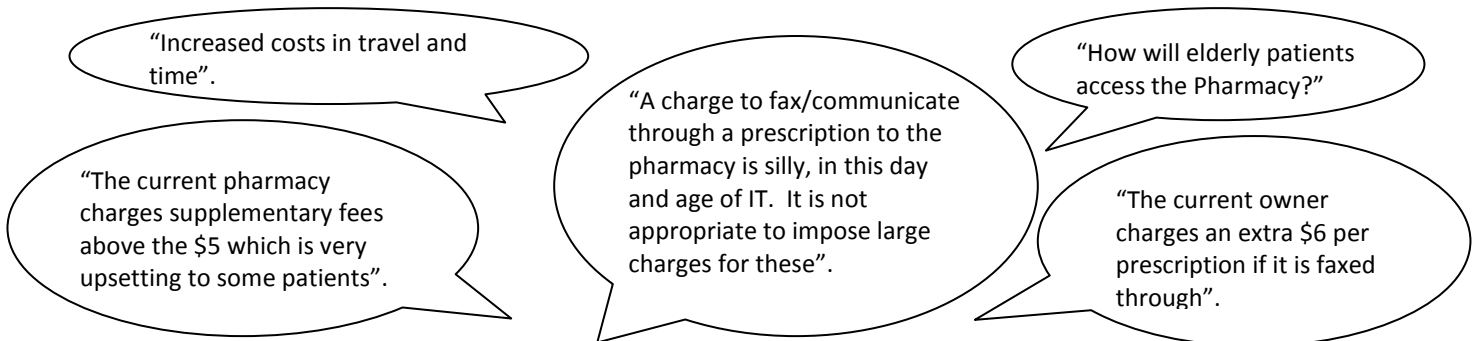 “Increased costs in travel and
time”.
“The current pharmacy
charges supplementary fees
above the $5 which is very
upsetting to some patients”.
“A charge to fax/communicate
through a prescription to the
pharmacy is silly, in this day
and age of IT.  It is not
appropriate to impose large
charges for these”.
“How will elderly patients
access the Pharmacy?”
“The current owner
charges an extra $6 per
prescription if it is faxed
through”.